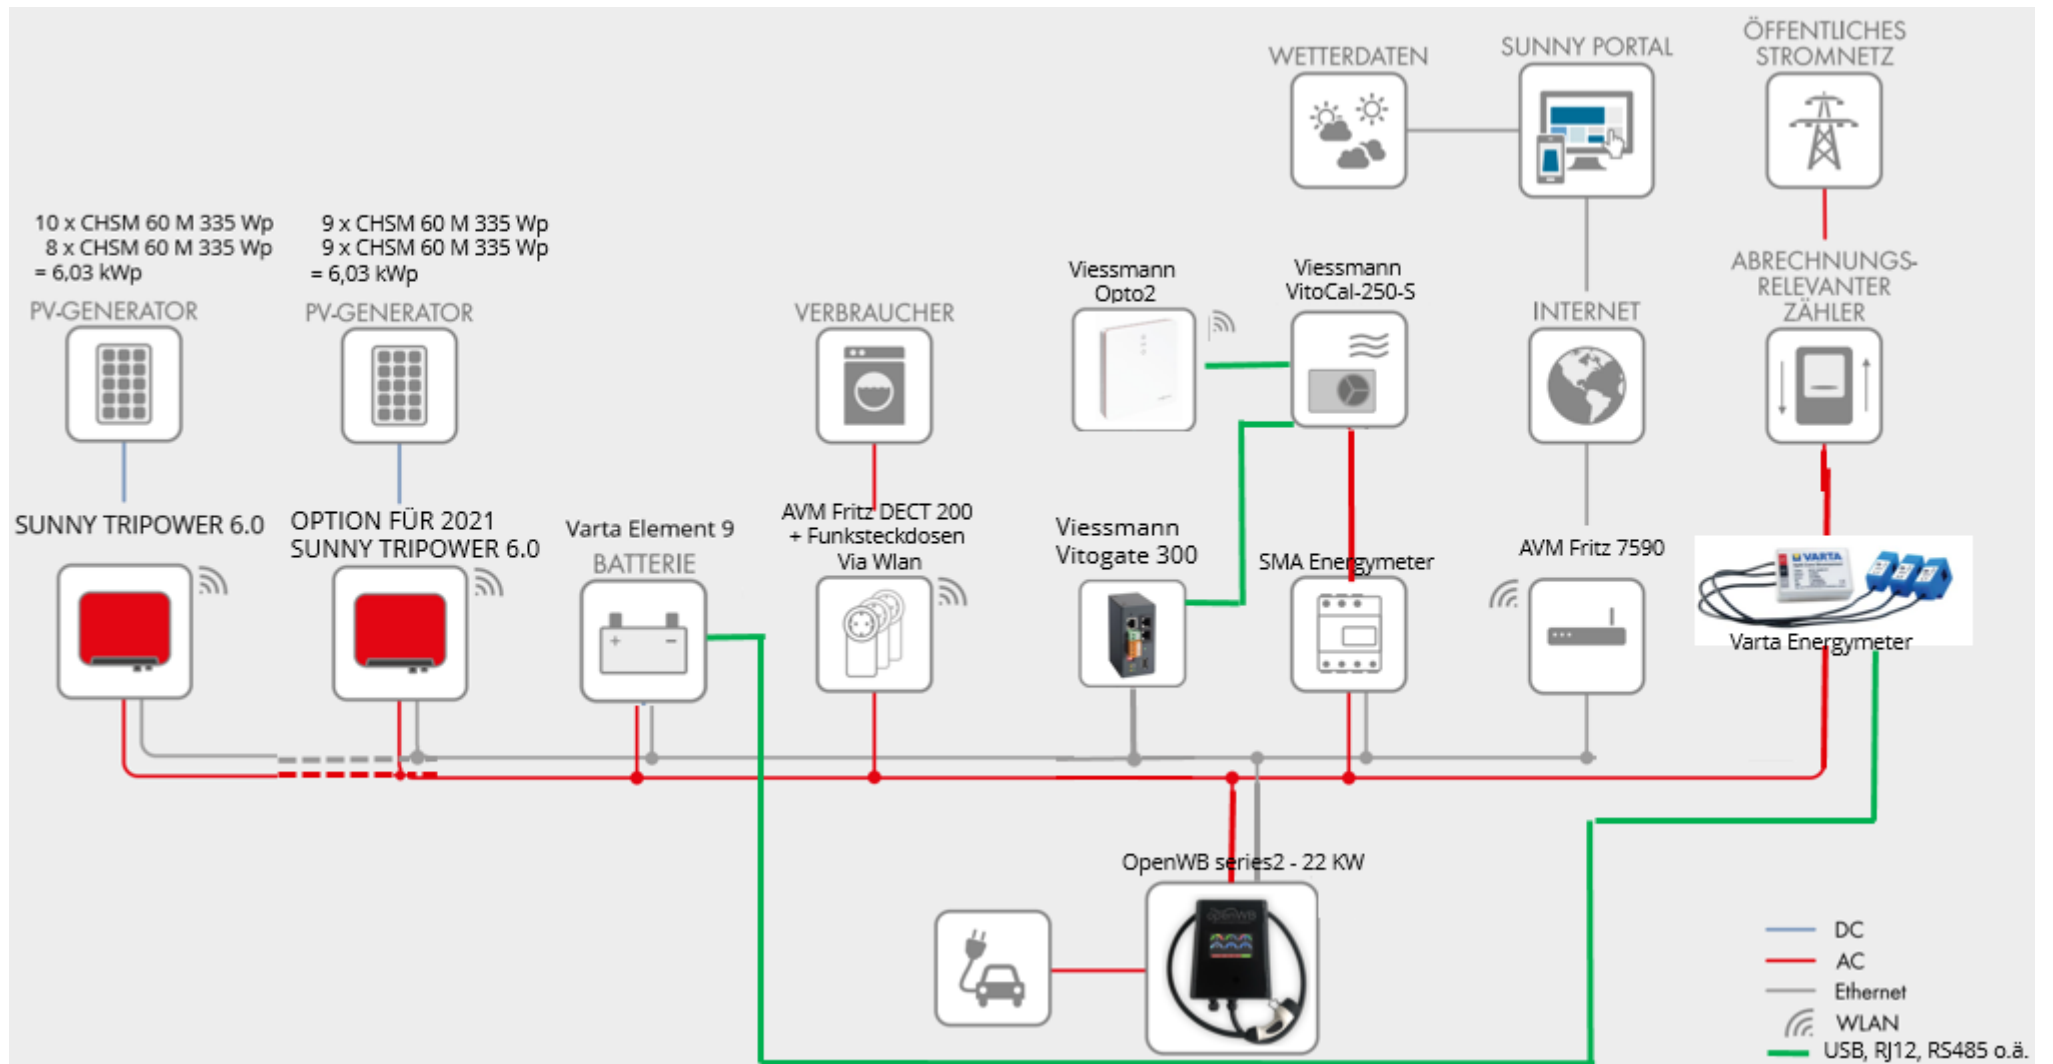 WETTERDATEN
SUNNY PORTAL
ÖFFENTLICHES
STROMNETZ
10 x CHSM 60 M 335 Wp
8 x CHSM 60 M 335 Wp
= 6,03 kWp
PV-GENERATOR
9 x CHSM 60 M 335 Wp
9 x CHSM 60 M 335 Wp
= 6,03 kWp
PV-GENERATOR
VERBRAUCHER
Viessmann
Opto2
Viessmann
VitoCal-250-S
INTERNET
ABRECHNUNGS-
RELEVANTER
ZÄHLER
SUNNY TRIPOWER 6.0
OPTION FÜR 2021
SUNNY TRIPOWER 6.0
Varta Element 9
BATTERIE
AVM Fritz DECT 200
+ Funksteckdosen
Via Wlan
Viessmann
Vitogate 300
SMA Energymeter
AVM Fritz 7590
VARTA
Varta Energymeter
OpenWB series2 - 22 KW
openWB
DC
AC
Ethernet
WLAN
USB, RJ12, RS485 o.ä.